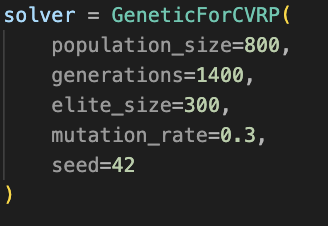 solver = GeneticForCVRP(
    population_size=800,
    generations=1400,
    elite_size=300,
    mutation_rate=0.3,
    seed=42
)